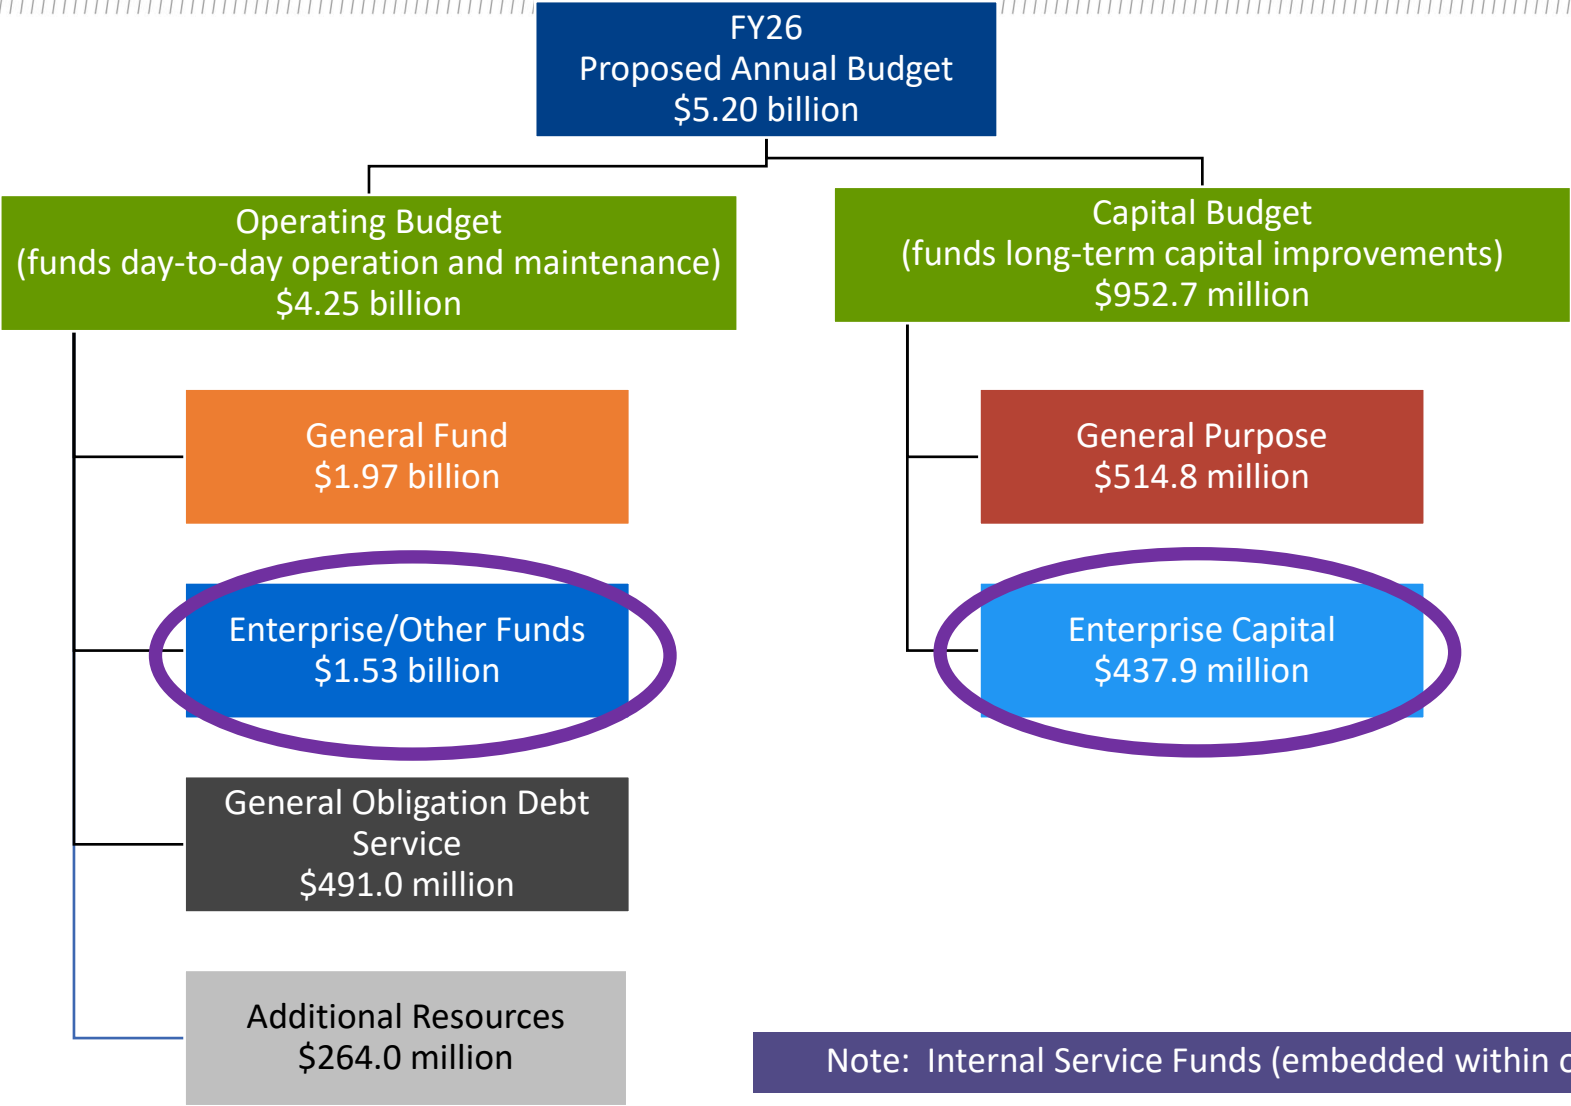 FY26
Proposed Annual Budget
$5.20 billion
Operating Budget
(funds day-to-day operation and maintenance)
$4.25 billion
Capital Budget
(funds long-term capital improvements)
$952.7 million
General Fund
$1.97 billion
General Purpose
$514.8 million
Enterprise/Other Funds
$1.53 billion
Enterprise Capital
$437.9 million
General Obligation Debt
Service
$491.0 million
Additional Resources
$264.0 million
Note: Internal Service Funds (embedded within